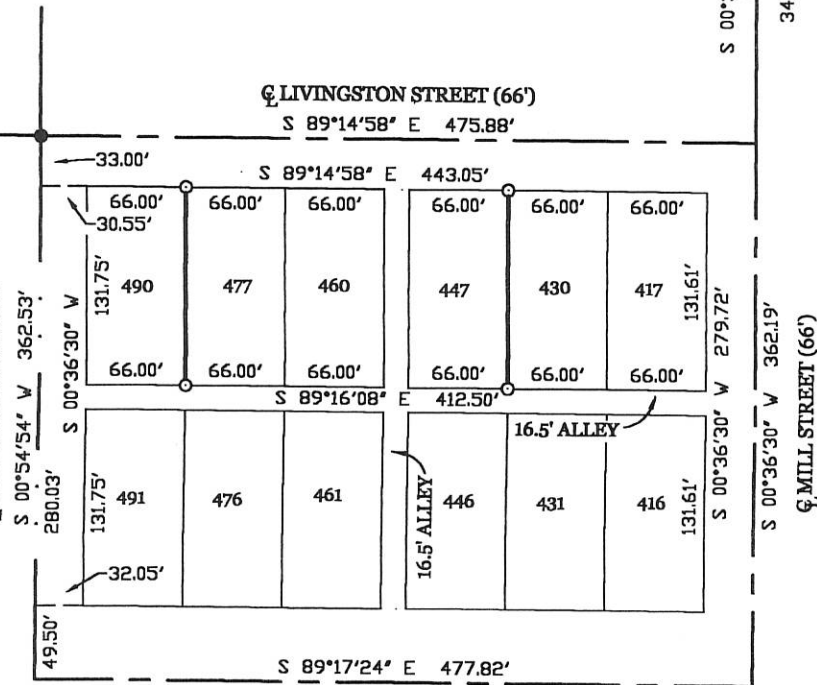 S 00°
34
℄ LIVINGSTON STREET (66')
S 89°14'58" E 475.88'
33.00'
S 89°14'58" E 443.05'
66.00' 66.00' 66.00' 66.00' 66.00' 66.00'
30.55'
131.75' 490 477 460 447 430 417 131.61'
S 00°36'30" W
S 00°36'30" W 279.72'
66.00' 66.00' 66.00' 66.00' 66.00' 66.00'
S 89°16'08" E 412.50'
16.5' ALLEY
S 00°54'54" W 362.53'
280.03'
S 00°36'30" W 362.19'
℄ MILL STREET (66')
131.75' 491 476 461 446 431 416 131.61'
S 00°36'30" W
16.5' ALLEY
32.05'
49.50'
S 89°17'24" E 477.82'